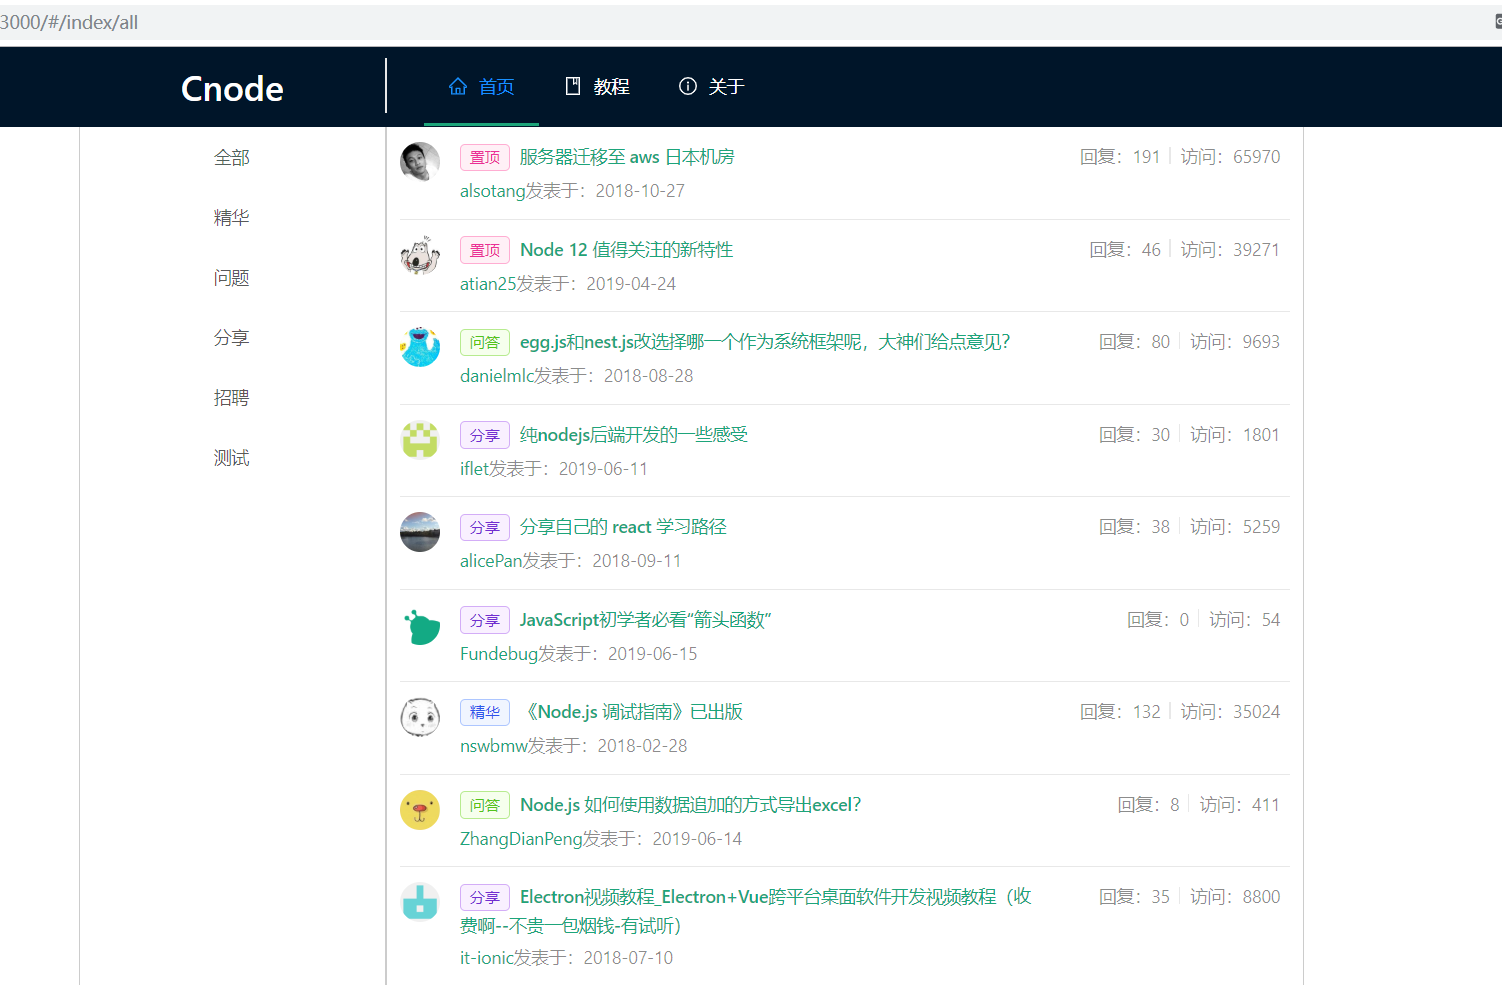 3000/#/index/all
Cnode
首页
教程
关于
全部
精华
问题
分享
招聘
测试
置顶 服务器迁移至 aws 日本机房 回复：191 访问：65970
alsotang发表于：2018-10-27
置顶 Node 12 值得关注的新特性 回复：46 访问：39271
atian25发表于：2019-04-24
问答 egg.js和nest.js改选择哪一个作为系统框架呢，大神们给点意见？ 回复：80 访问：9693
danielmlc发表于：2018-08-28
分享 纯nodejs后端开发的一些感受 回复：30 访问：1801
iflet发表于：2019-06-11
分享 分享自己的 react 学习路径 回复：38 访问：5259
alicePan发表于：2018-09-11
分享 JavaScript初学者必看“箭头函数” 回复：0 访问：54
Fundebug发表于：2019-06-15
精华 《Node.js 调试指南》已出版 回复：132 访问：35024
nswbmw发表于：2018-02-28
问答 Node.js 如何使用数据追加的方式导出excel？ 回复：8 访问：411
ZhangDianPeng发表于：2019-06-14
分享 Electron视频教程_Electron+Vue跨平台桌面软件开发视频教程（收 回复：35 访问：8800
费啊--不贵一包烟钱-有试听）
it-ionic发表于：2018-07-10